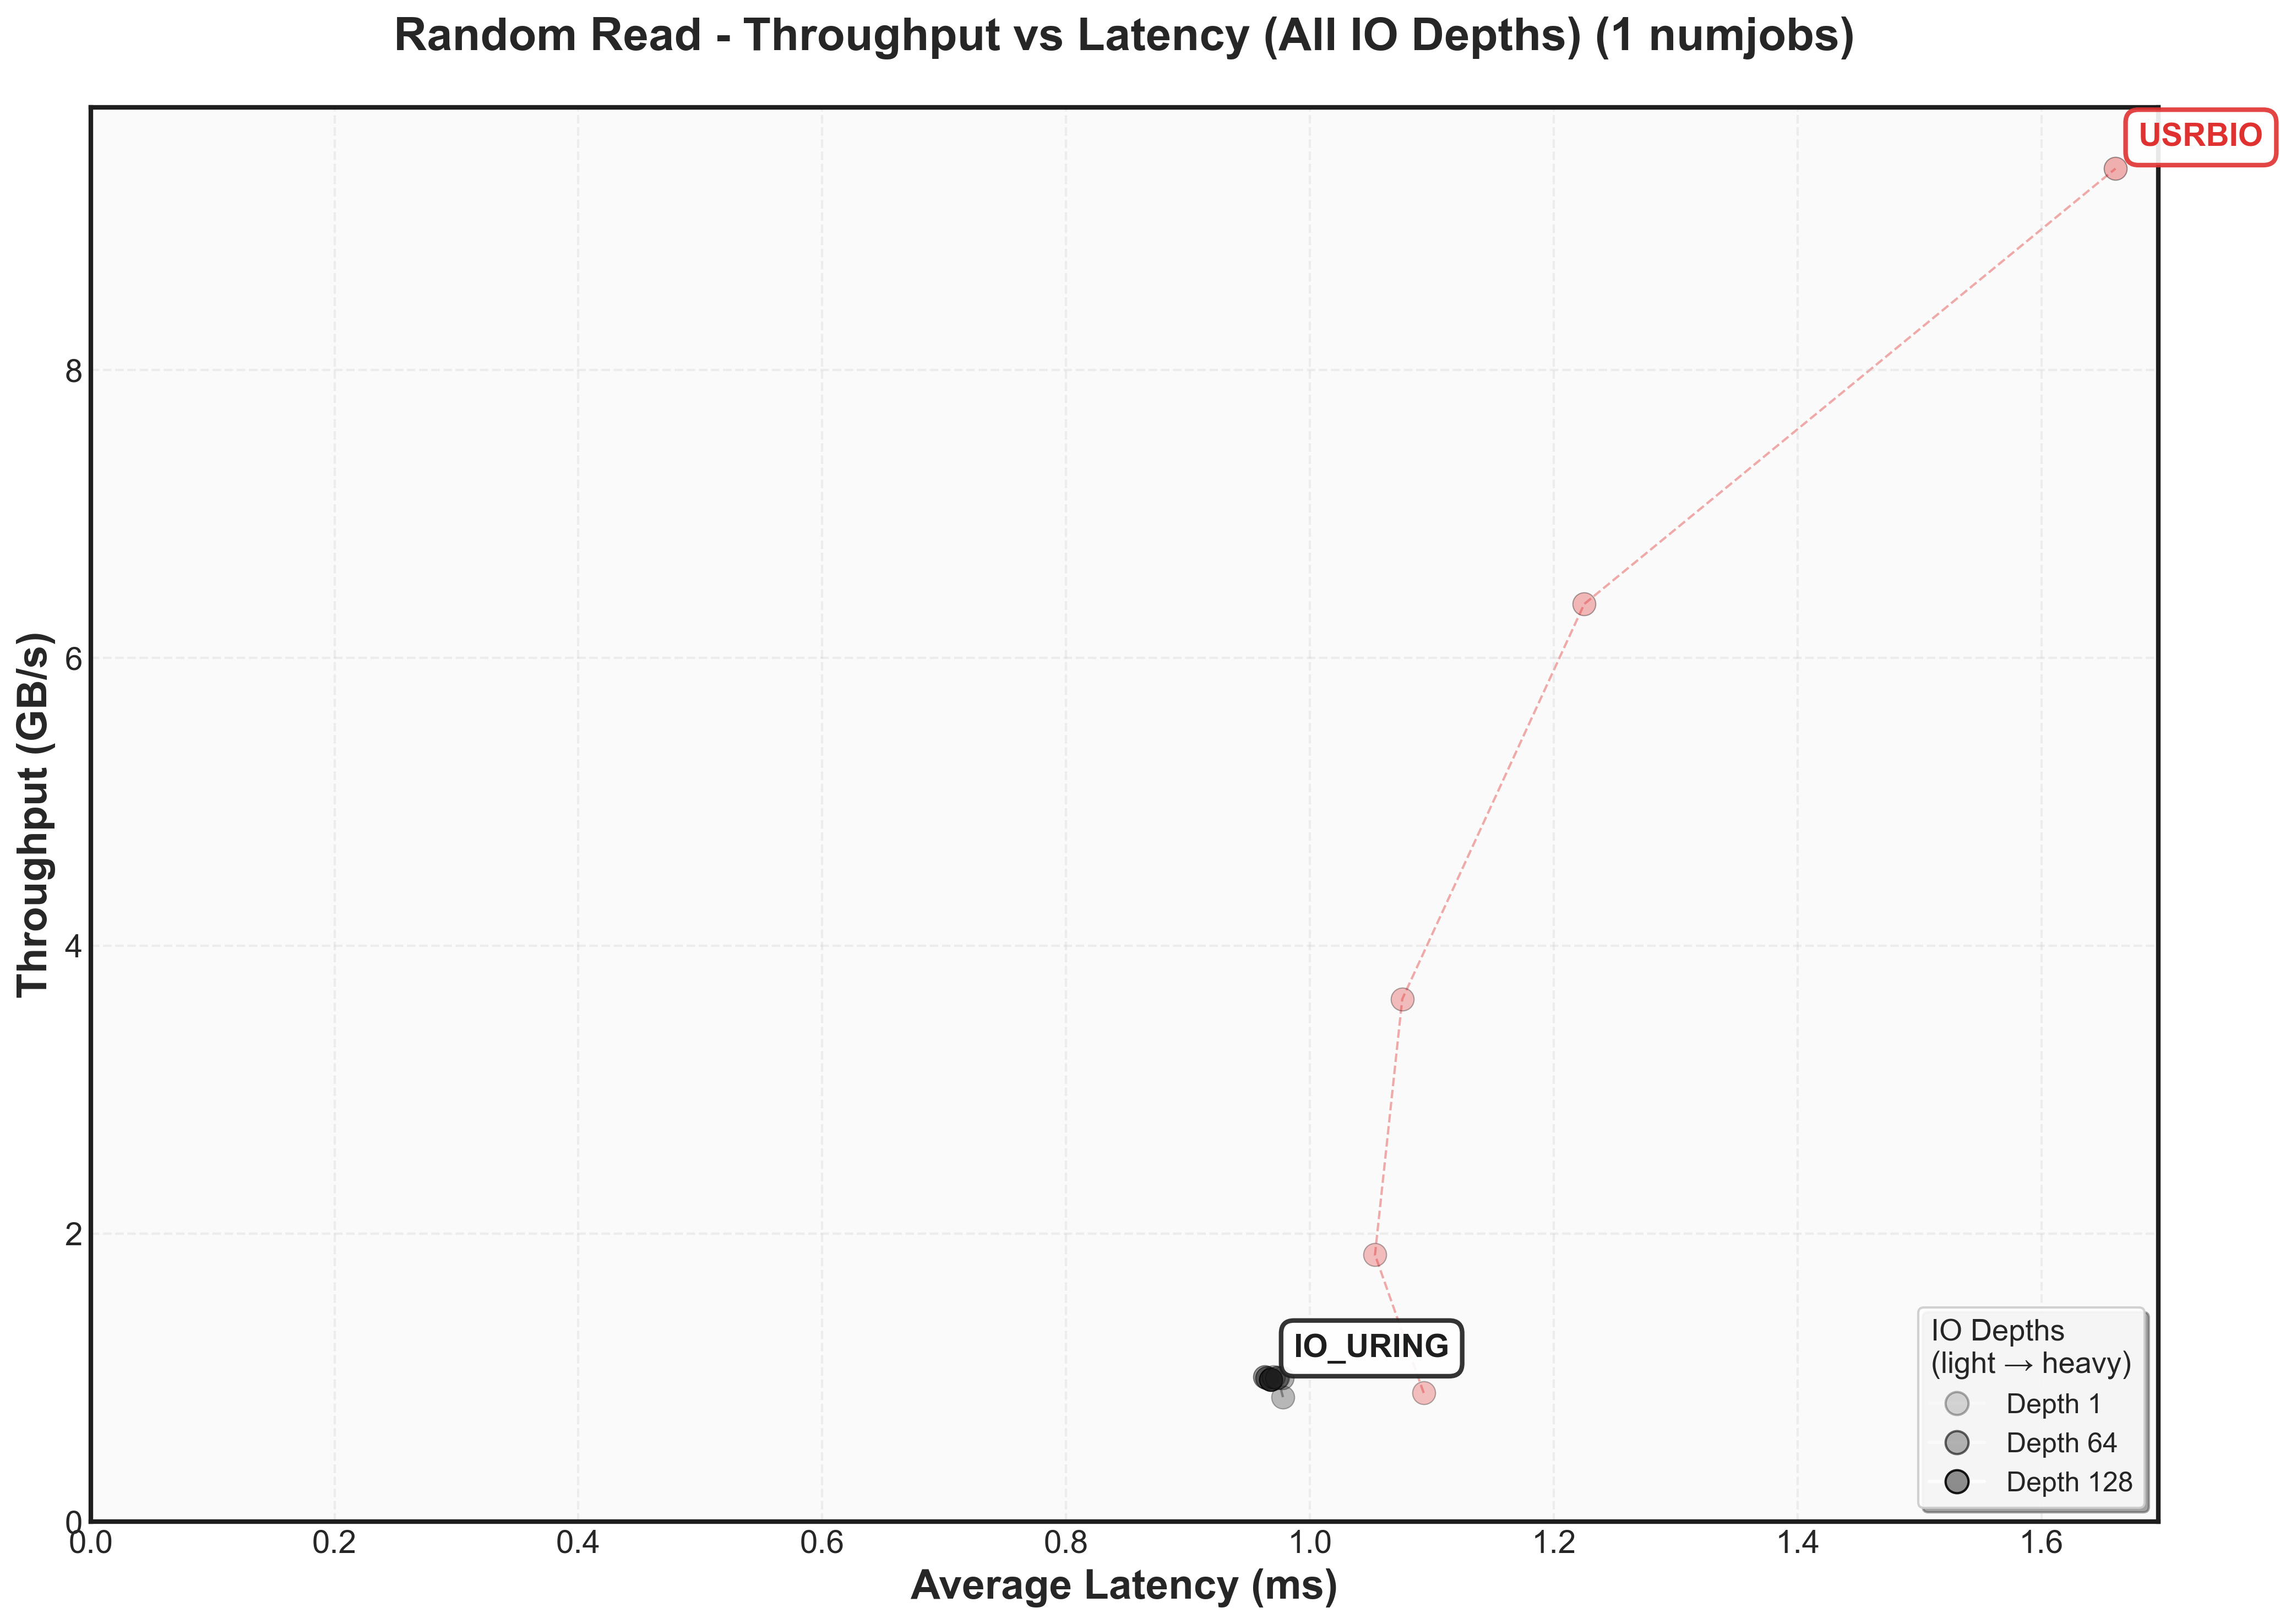 Random Read - Throughput vs Latency (All IO Depths) (1 numjobs)
USRBIO
Throughput (GB/s)
8
6
4
2
0
IO_URING
IO Depths
(light → heavy)
Depth 1
Depth 64
Depth 128
0.0 0.2 0.4 0.6 0.8 1.0 1.2 1.4 1.6
Average Latency (ms)